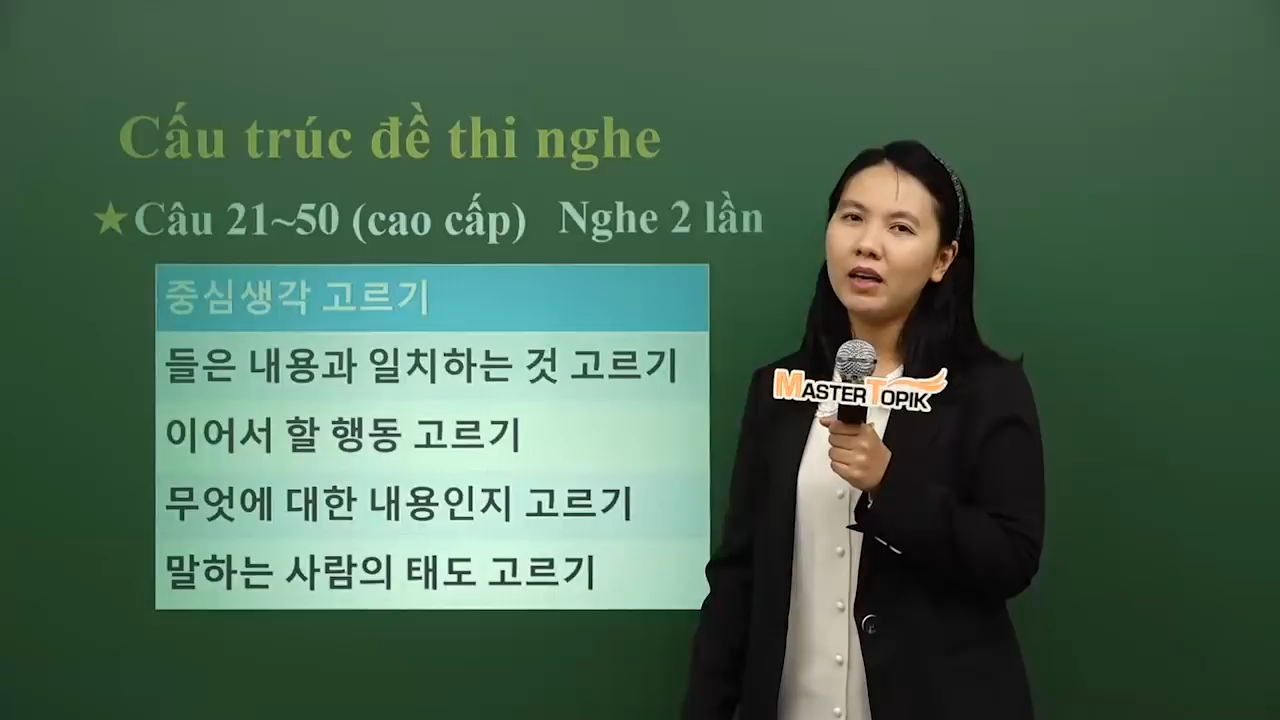 Cấu trúc đề thi nghe
★Câu 21~50 (cao cấp) Nghe 2 lần
중심생각 고르기
들은 내용과 일치하는 것 고르기
이어서 할 행동 고르기
무엇에 대한 내용인지 고르기
말하는 사람의 태도 고르기
MASTERTOPIK